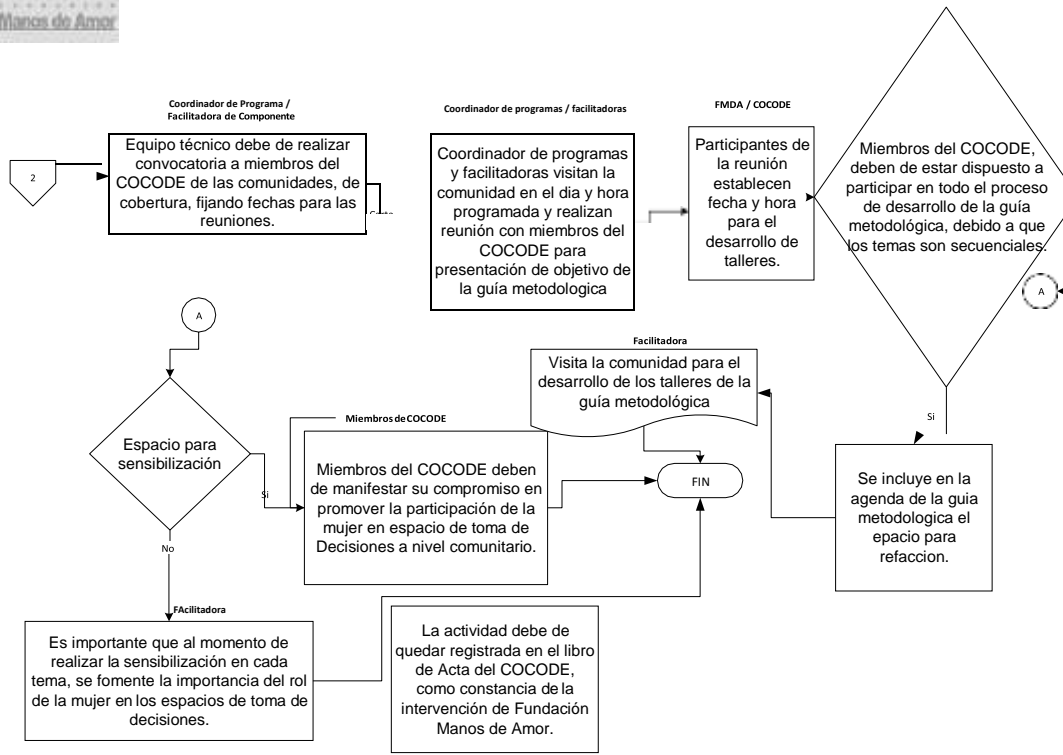 Manos de Amor
Coordinador de Programa /
Facilitadora de Componente
2
Equipo técnico debe de realizar
convocatoria a miembros del
COCODE de las comunidades, de
cobertura, fijando fechas para las
reuniones.
Coordinador de programas / facilitadoras
Coordinador de programas
y facilitadoras visitan la
comunidad en el dia y hora
programada y realizan
reunión con miembros del
COCODE para
presentación de objetivo de
la guía metodologica
FMDA / COCODE
Participantes de
la reunión
establecen
fecha y hora
para el
desarrollo de
talleres.
Miembros del COCODE,
deben de estar dispuesto a
participar en todo el proceso
de desarrollo de la guía
metodológica, debido a que
los temas son secuenciales.
A
Si
Se incluye en la
agenda de la guia
metodologica el
epacio para
refaccion.
Facilitadora
Visita la comunidad para el
desarrollo de los talleres de la
guía metodológica
FIN
A
Espacio para
sensibilización
Si
No
Miembros de COCODE
Miembros del COCODE deben
de manifestar su compromiso en
promover la participación de la
mujer en espacio de toma de
Decisiones a nivel comunitario.
FAcilitadora
Es importante que al momento de
realizar la sensibilización en cada
tema, se fomente la importancia del rol
de la mujer en los espacios de toma de
decisiones.
La actividad debe de
quedar registrada en el libro
de Acta del COCODE,
como constancia de la
intervención de Fundación
Manos de Amor.